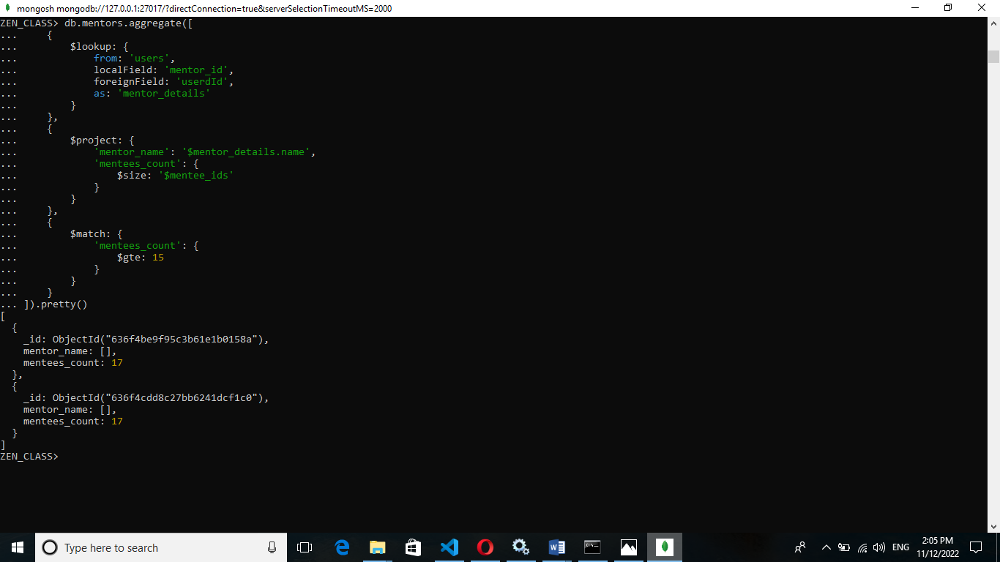 mongosh mongodb://127.0.0.1:27017/?directConnection=true&serverSelectionTimeoutMS=2000
ZEN_CLASS> db.mentors.aggregate([
...     {
...         $lookup: {
...             from: 'users',
...             localField: 'mentor_id',
...             foreignField: 'userdId',
...             as: 'mentor_details'
...         }
...     },
...     {
...         $project: {
...             'mentor_name': '$mentor_details.name',
...             'mentees_count': {
...                 $size: '$mentee_ids'
...             }
...         }
...     },
...     {
...         $match: {
...             'mentees_count': {
...                 $gte: 15
...             }
...         }
...     }
... ]).pretty()
[
  {
    _id: ObjectId("636f4be9f95c3b61e1b0158a"),
    mentor_name: [],
    mentees_count: 17
  },
  {
    _id: ObjectId("636f4cdd8c27bb6241dcf1c0"),
    mentor_name: [],
    mentees_count: 17
  }
]
ZEN_CLASS>
Type here to search
ENG
2:05 PM
11/12/2022